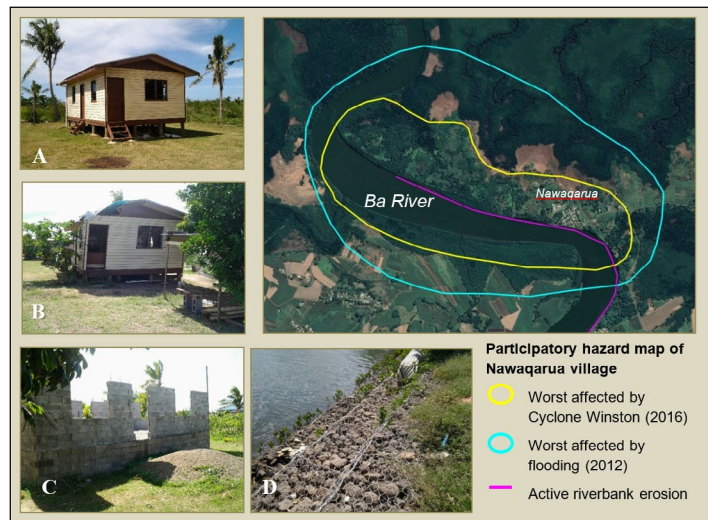 A
B
C
D
Ba River
Nawaqarua
Participatory hazard map of
Nawaqarua village
Worst affected by
Cyclone Winston (2016)
Worst affected by
flooding (2012)
Active riverbank erosion